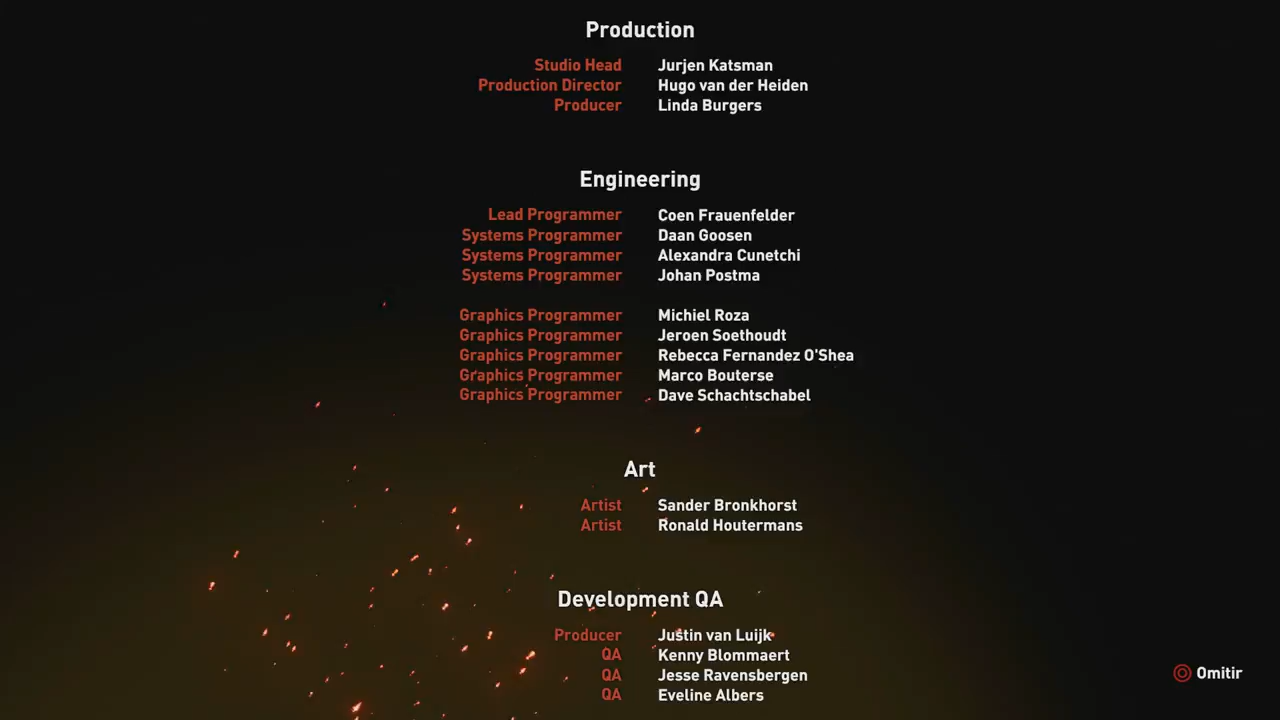 Production
Studio Head Jurjen Katsman
Production Director Hugo van der Heiden
Producer Linda Burgers
Engineering
Lead Programmer Coen Frauenfelder
Systems Programmer Daan Goosen
Systems Programmer Alexandra Cunetchi
Systems Programmer Johan Postma
Graphics Programmer Michiel Roza
Graphics Programmer Jeroen Soethoudt
Graphics Programmer Rebecca Fernandez O'Shea
Graphics Programmer Marco Bouterse
Graphics Programmer Dave Schachtschabel
Art
Artist Sander Bronkhorst
Artist Ronald Houtermans
Development QA
Producer Justin van Luijk
QA Kenny Blommaert
QA Jesse Ravensbergen
QA Eveline Albers
Omitir